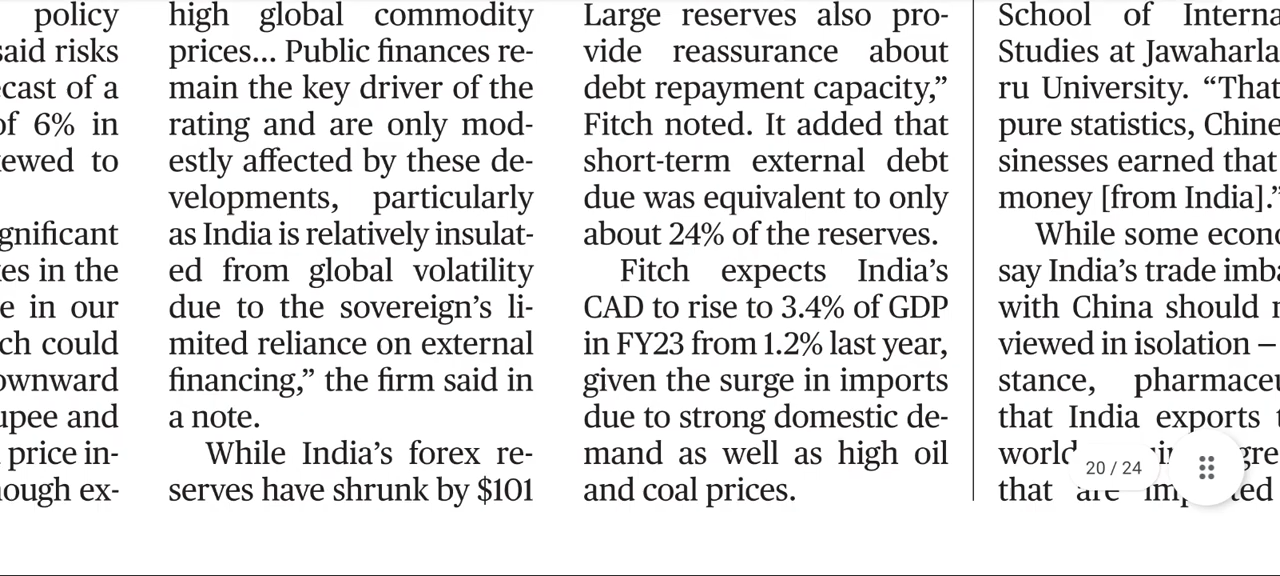 policy
said risks
cast of a
of 6% in
ewed to
gnificant
es in the
e in our
ch could
ownward
upee and
price in-
ough ex-
high global commodity
prices... Public finances re-
main the key driver of the
rating and are only mod-
estly affected by these de-
velopments, particularly
as India is relatively insulat-
ed from global volatility
due to the sovereign's li-
mited reliance on external
financing,” the firm said in
a note.
While India's forex re-
serves have shrunk by $101
Large reserves also pro-
vide reassurance about
debt repayment capacity,”
Fitch noted. It added that
short-term external debt
due was equivalent to only
about 24% of the reserves.
Fitch expects India's
CAD to rise to 3.4% of GDP
in FY23 from 1.2% last year,
given the surge in imports
due to strong domestic de-
mand as well as high oil
and coal prices.
School of Interna
Studies at Jawaharla
ru University. “That
pure statistics, Chine
sinesses earned that
money [from India].”
While some econo
say India's trade imba
with China should n
viewed in isolation –
stance, pharmaceu
that India exports t
world
that are
20 / 24